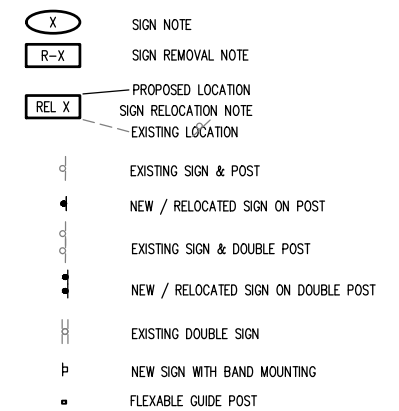 X SIGN NOTE
R-X SIGN REMOVAL NOTE
PROPOSED LOCATION
REL X SIGN RELOCATION NOTE
EXISTING LOCATION
EXISTING SIGN & POST
NEW / RELOCATED SIGN ON POST
EXISTING SIGN & DOUBLE POST
NEW / RELOCATED SIGN ON DOUBLE POST
EXISTING DOUBLE SIGN
NEW SIGN WITH BAND MOUNTING
FLEXABLE GUIDE POST